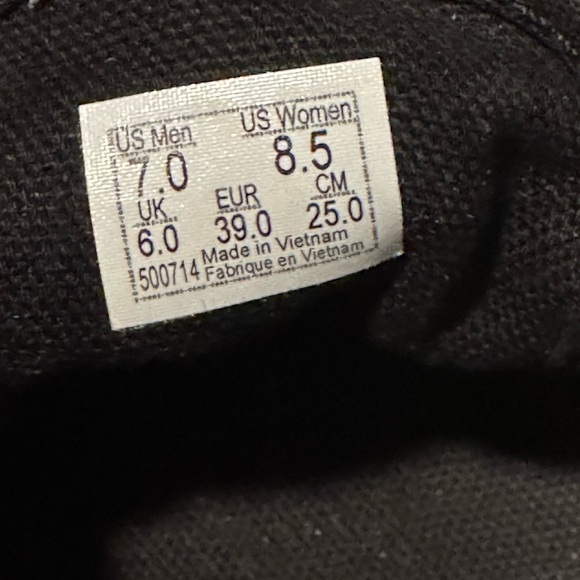 US Men US Women
7.0 8.5
UK EUR CM
6.0 39.0 25.0
Made in Vietnam
500714 Fabrique en Vietnam